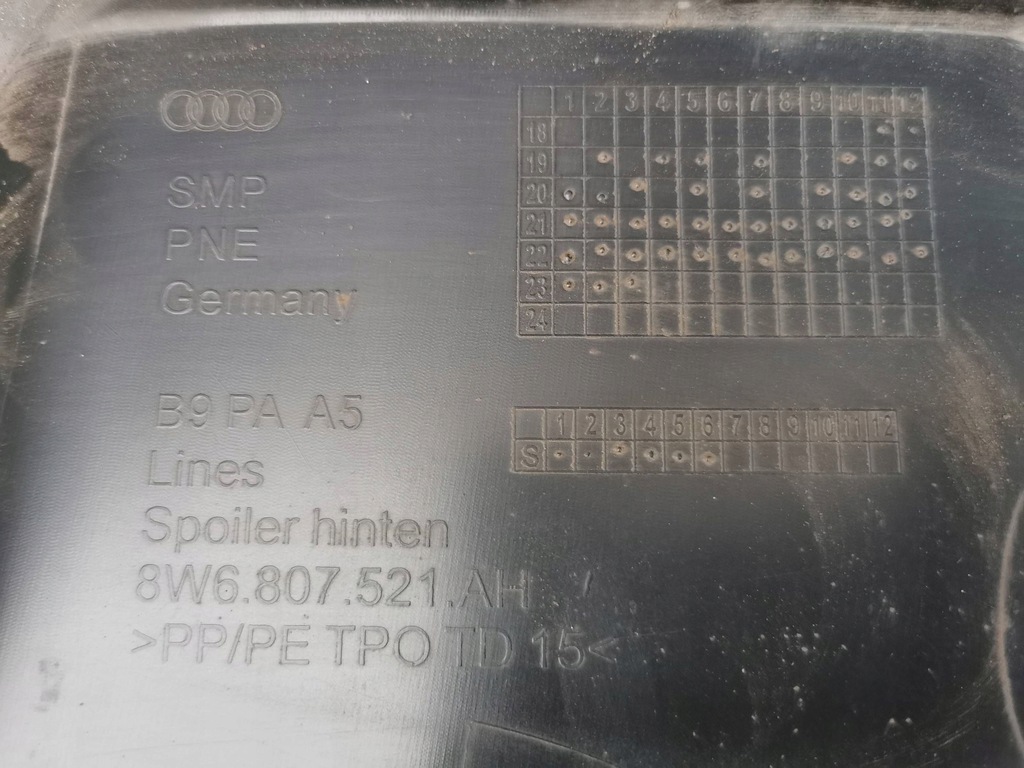 SMP
PNE
Germany
1 2 3 4 5 6 7 8 9 10 11 12
18
19
20
21
22
23
24
B9 PA A5
Lines
Spoiler hinten
8W6.807.521.AH
>PP/PE TPO TD 15<
1 2 3 4 5 6 7 8 9 10 11 12
S